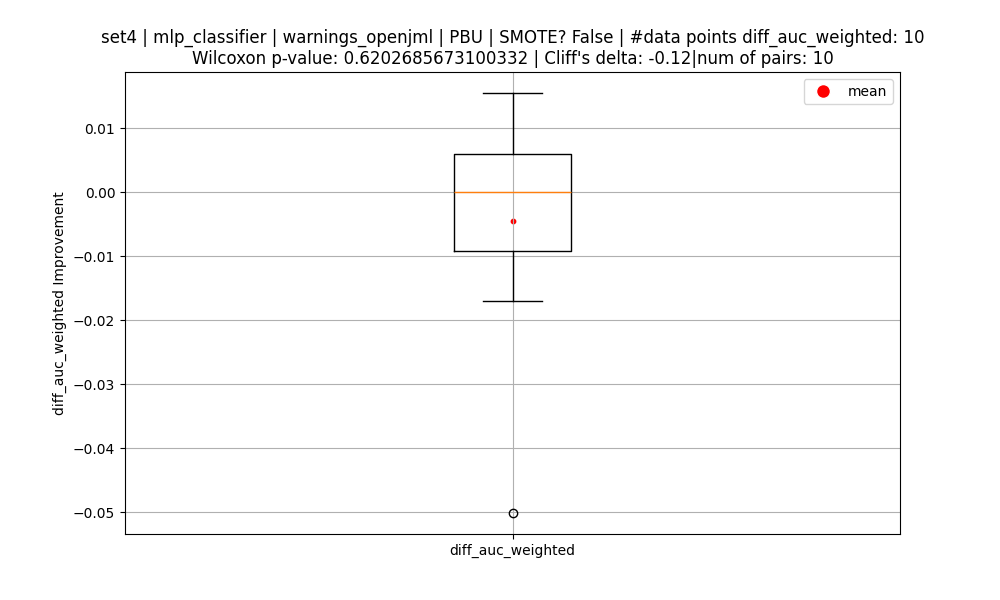 set4 | mlp_classifier | warnings_openjml | PBU | SMOTE? False | #data points diff_auc_weighted: 10
Wilcoxon p-value: 0.6202685673100332 | Cliff's delta: -0.12|num of pairs: 10
mean
0.01
0.00
−0.01
−0.02
−0.03
−0.04
−0.05
diff_auc_weighted Improvement
diff_auc_weighted